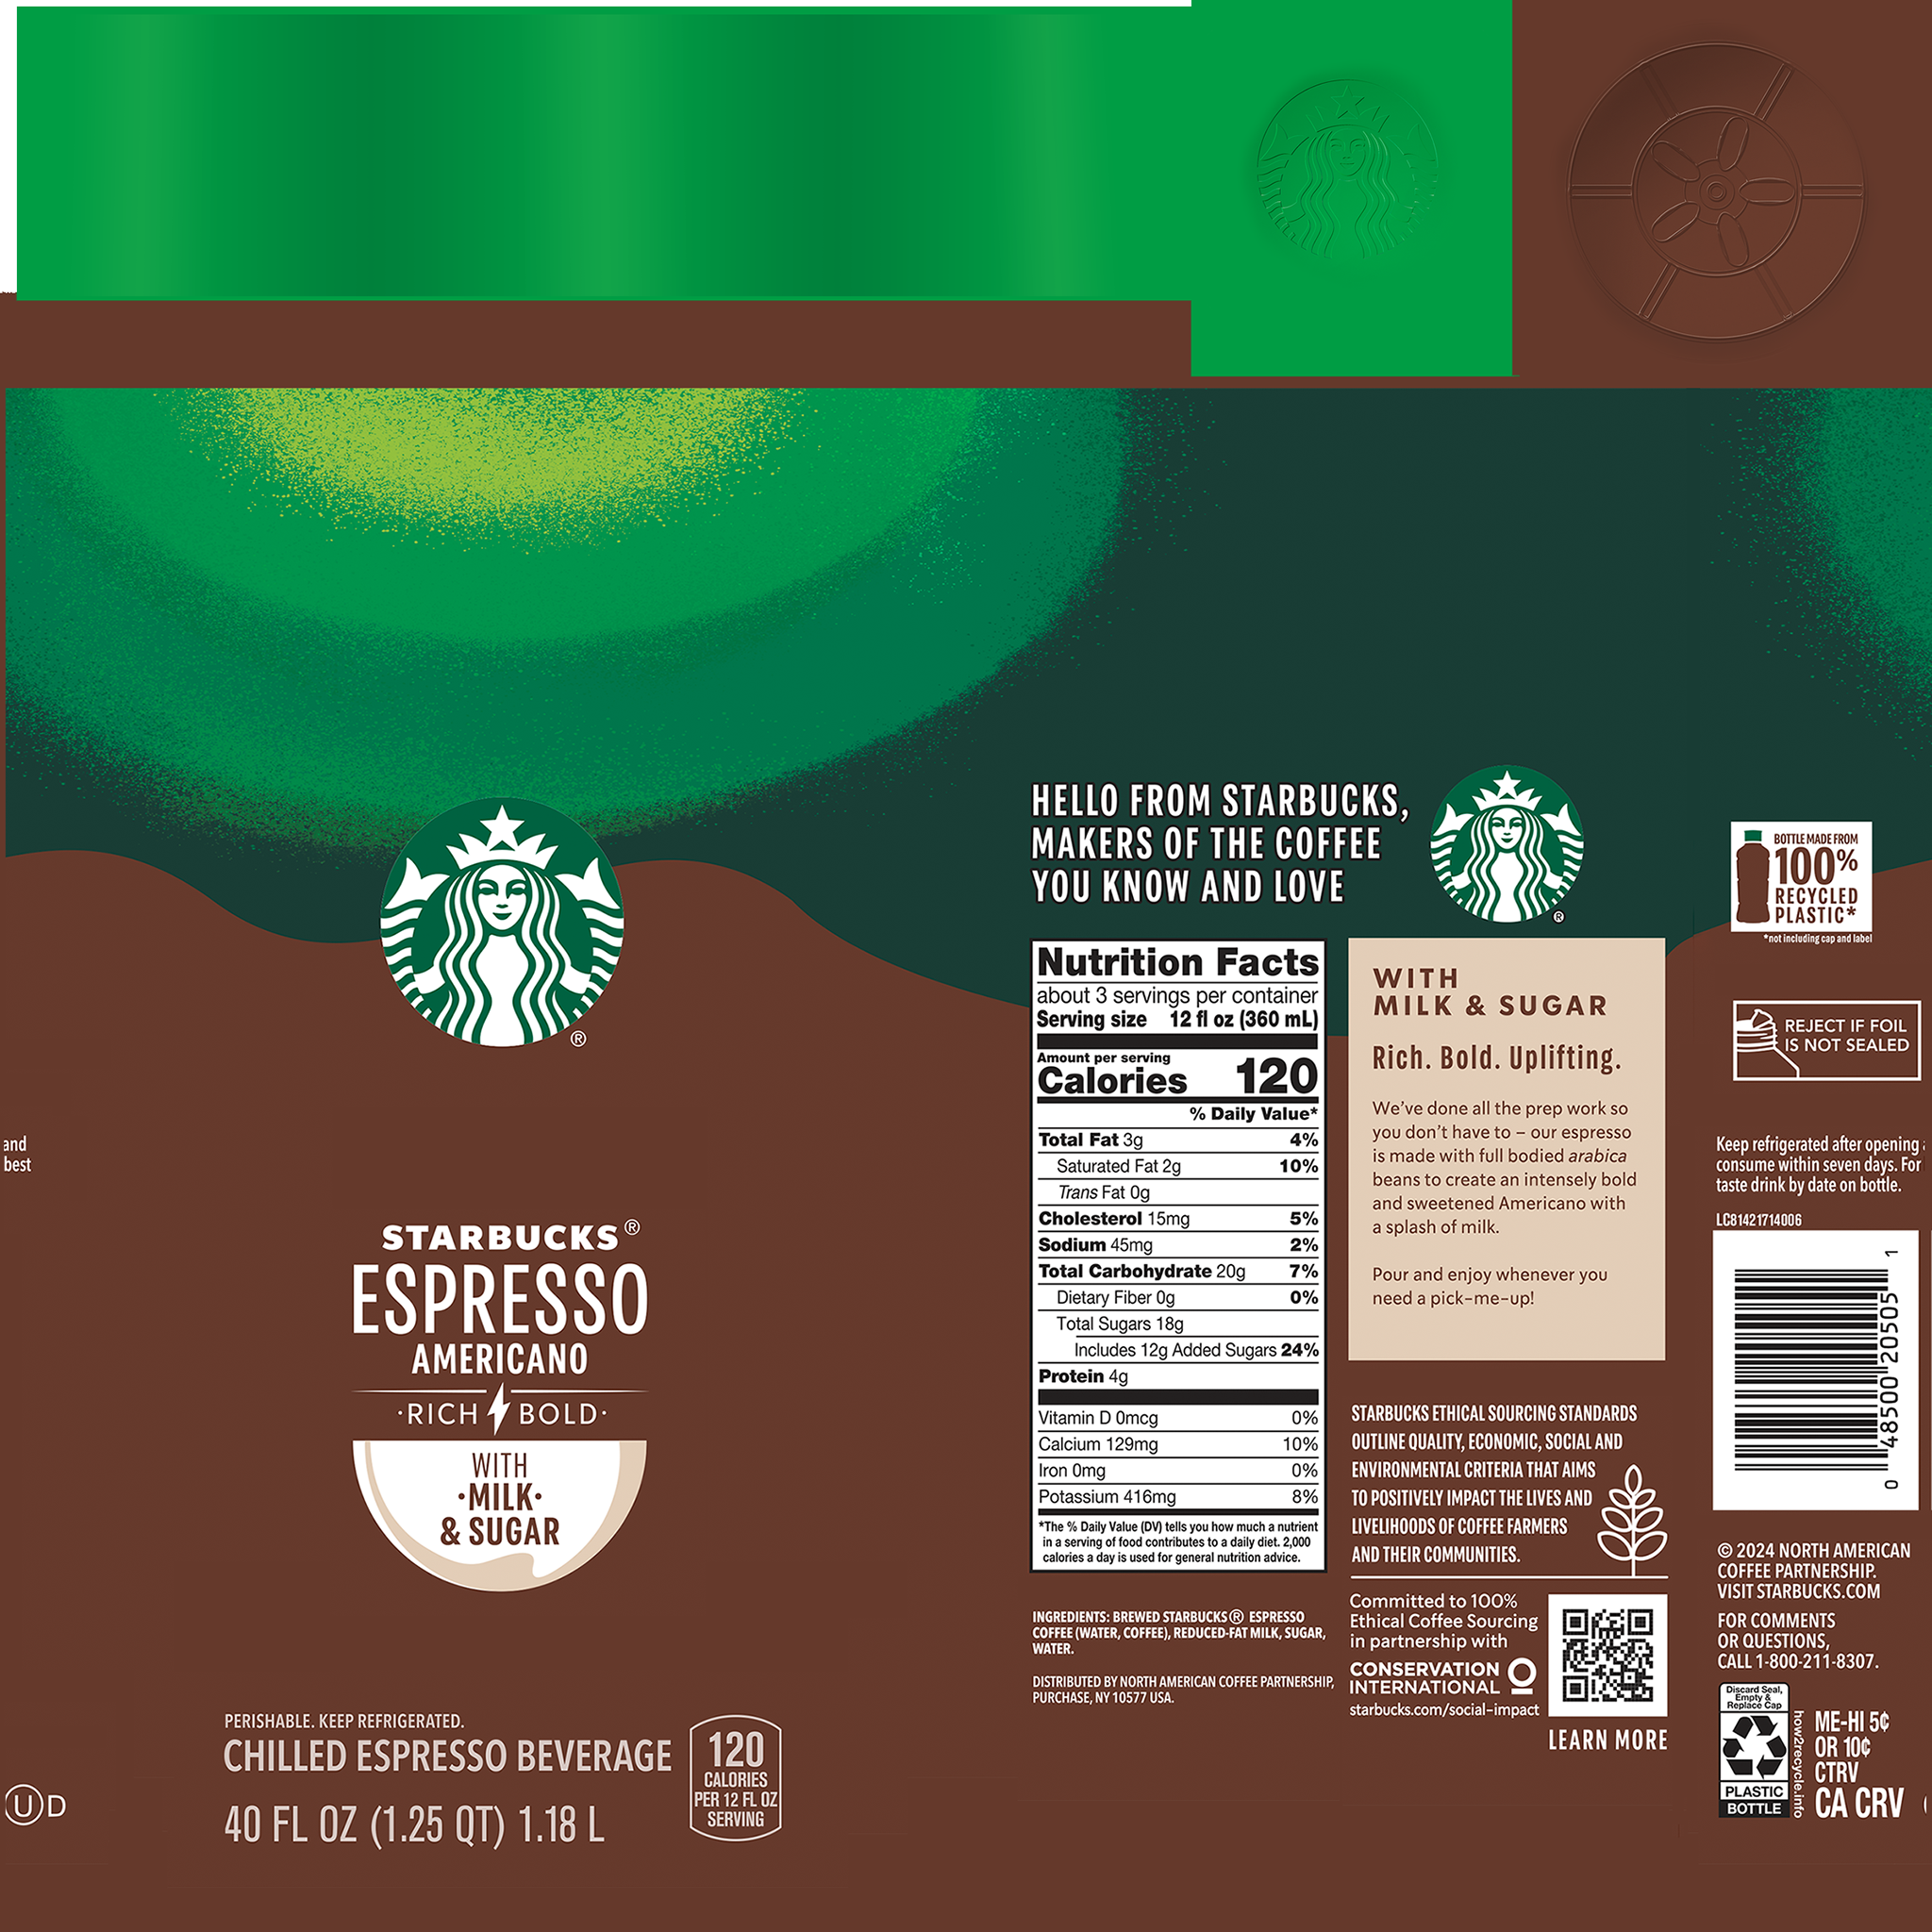 and
best
STARBUCKS®
ESPRESSO
AMERICANO
·RICH BOLD·
WITH
·MILK·
& SUGAR
PERISHABLE. KEEP REFRIGERATED.
CHILLED ESPRESSO BEVERAGE
40 FL OZ (1.25 QT) 1.18 L
120
CALORIES
PER 12 FL OZ
SERVING
U D
HELLO FROM STARBUCKS,
MAKERS OF THE COFFEE
YOU KNOW AND LOVE
®
®
Nutrition Facts
about 3 servings per container
Serving size 12 fl oz (360 mL)
Amount per serving
Calories 120
% Daily Value*
Total Fat 3g 4%
Saturated Fat 2g 10%
Trans Fat 0g
Cholesterol 15mg 5%
Sodium 45mg 2%
Total Carbohydrate 20g 7%
Dietary Fiber 0g 0%
Total Sugars 18g
Includes 12g Added Sugars 24%
Protein 4g
Vitamin D 0mcg 0%
Calcium 129mg 10%
Iron 0mg 0%
Potassium 416mg 8%
*The % Daily Value (DV) tells you how much a nutrient
in a serving of food contributes to a daily diet. 2,000
calories a day is used for general nutrition advice.
INGREDIENTS: BREWED STARBUCKS® ESPRESSO
COFFEE (WATER, COFFEE), REDUCED-FAT MILK, SUGAR,
WATER.
DISTRIBUTED BY NORTH AMERICAN COFFEE PARTNERSHIP,
PURCHASE, NY 10577 USA.
WITH
MILK & SUGAR
Rich. Bold. Uplifting.
We've done all the prep work so
you don't have to – our espresso
is made with full bodied arabica
beans to create an intensely bold
and sweetened Americano with
a splash of milk.
Pour and enjoy whenever you
need a pick-me-up!
STARBUCKS ETHICAL SOURCING STANDARDS
OUTLINE QUALITY, ECONOMIC, SOCIAL AND
ENVIRONMENTAL CRITERIA THAT AIMS
TO POSITIVELY IMPACT THE LIVES AND
LIVELIHOODS OF COFFEE FARMERS
AND THEIR COMMUNITIES.
Committed to 100%
Ethical Coffee Sourcing
in partnership with
CONSERVATION
INTERNATIONAL
starbucks.com/social-impact
LEARN MORE
BOTTLE MADE FROM
100%
RECYCLED
PLASTIC*
*not including cap and label
REJECT IF FOIL
IS NOT SEALED
Keep refrigerated after opening
consume within seven days. For
taste drink by date on bottle.
LC81421714006
0 48500 20505 1
© 2024 NORTH AMERICAN
COFFEE PARTNERSHIP.
VISIT STARBUCKS.COM
FOR COMMENTS
OR QUESTIONS,
CALL 1-800-211-8307.
Discard Seal,
Empty &
Replace Cap
PLASTIC
BOTTLE
how2recycle.info
ME-HI 5¢
OR 10¢
CTRV
CA CRV